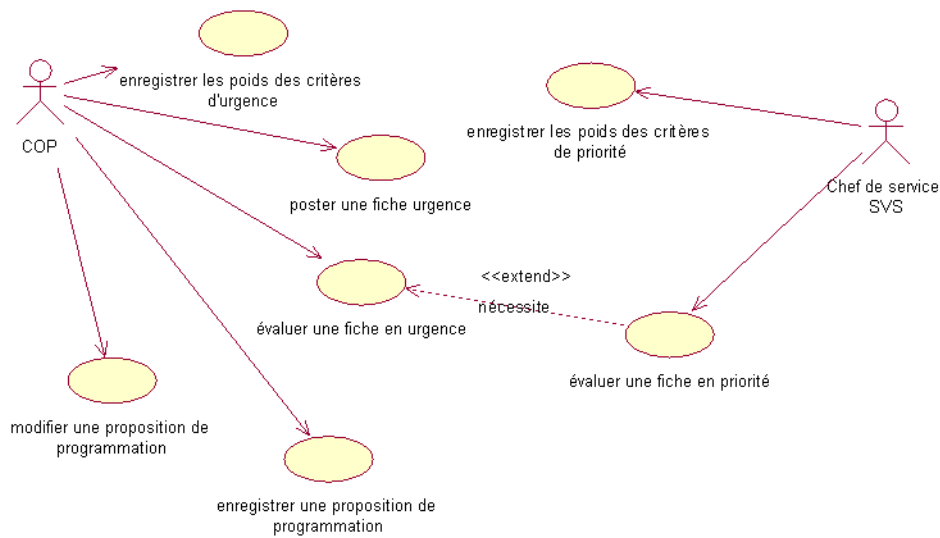 enregistrer les poids des critères
d'urgence
COP
enregistrer les poids des critères
de priorité
Chef de service
SVS
poster une fiche urgence
<<extend>>
nécessite
évaluer une fiche en urgence
évaluer une fiche en priorité
modifier une proposition de
programmation
enregistrer une proposition de
programmation